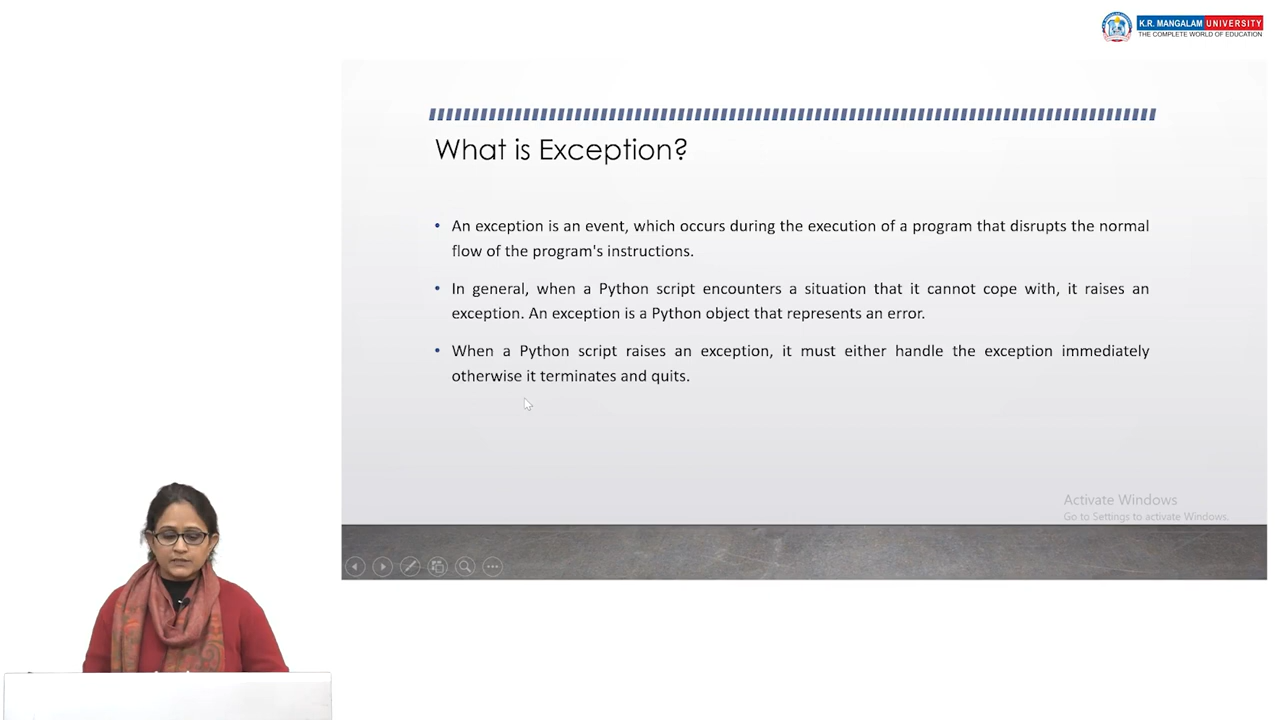 K.R. MANGALAM UNIVERSITY
THE COMPLETE WORLD OF EDUCATION
What is Exception?
• An exception is an event, which occurs during the execution of a program that disrupts the normal
flow of the program's instructions.
• In general, when a Python script encounters a situation that it cannot cope with, it raises an
exception. An exception is a Python object that represents an error.
• When a Python script raises an exception, it must either handle the exception immediately
otherwise it terminates and quits.
Activate Windows
Go to Settings to activate Windows.